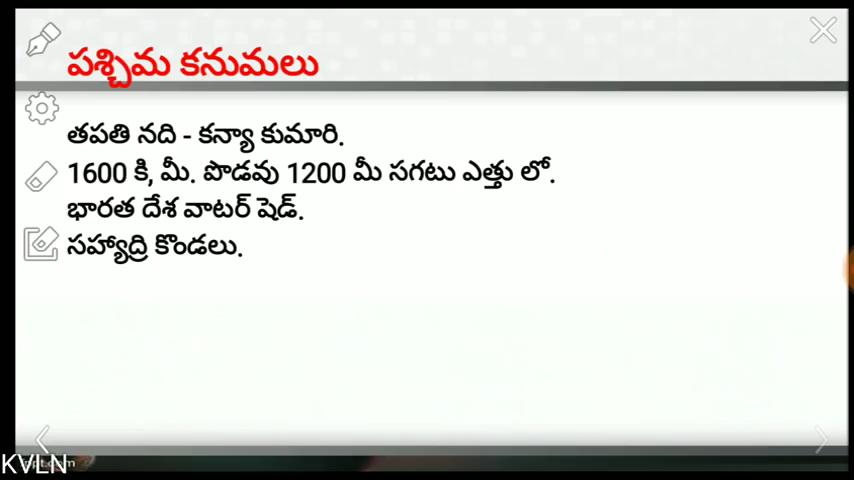 పశ్చిమ కనుమలు
తపతి నది - కన్యా కుమారి.
1600 కి, మీ. పొడవు 1200 మీ సగటు ఎత్తు లో.
భారత దేశ వాటర్ షెడ్.
సహ్యాద్రి కొండలు.
KVLN